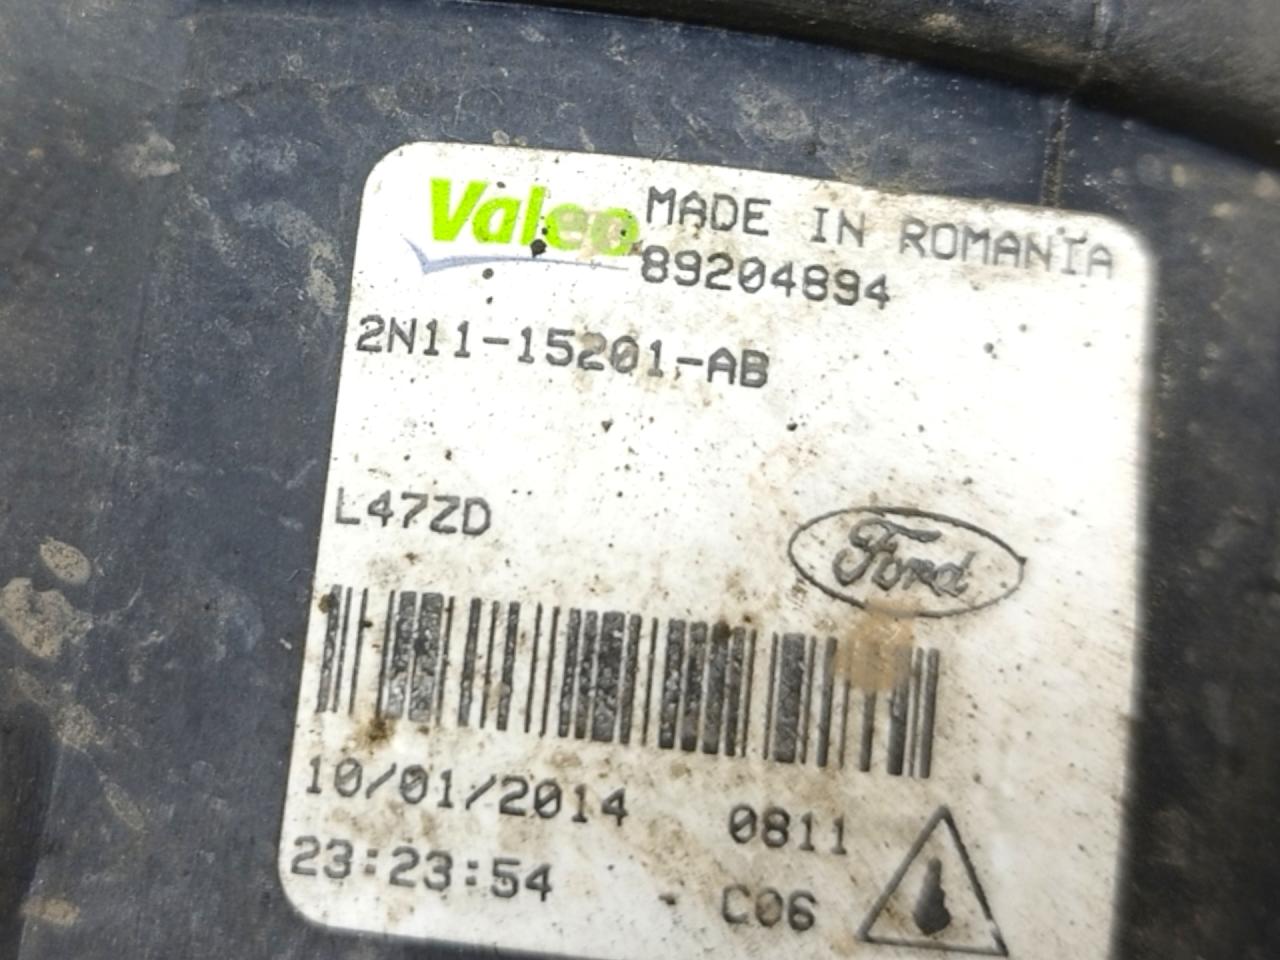 Valeo MADE IN ROMANIA
89204894
2N11-15201-AB
L47ZD
Ford
10/01/2014 0811
23:23:54 - C06